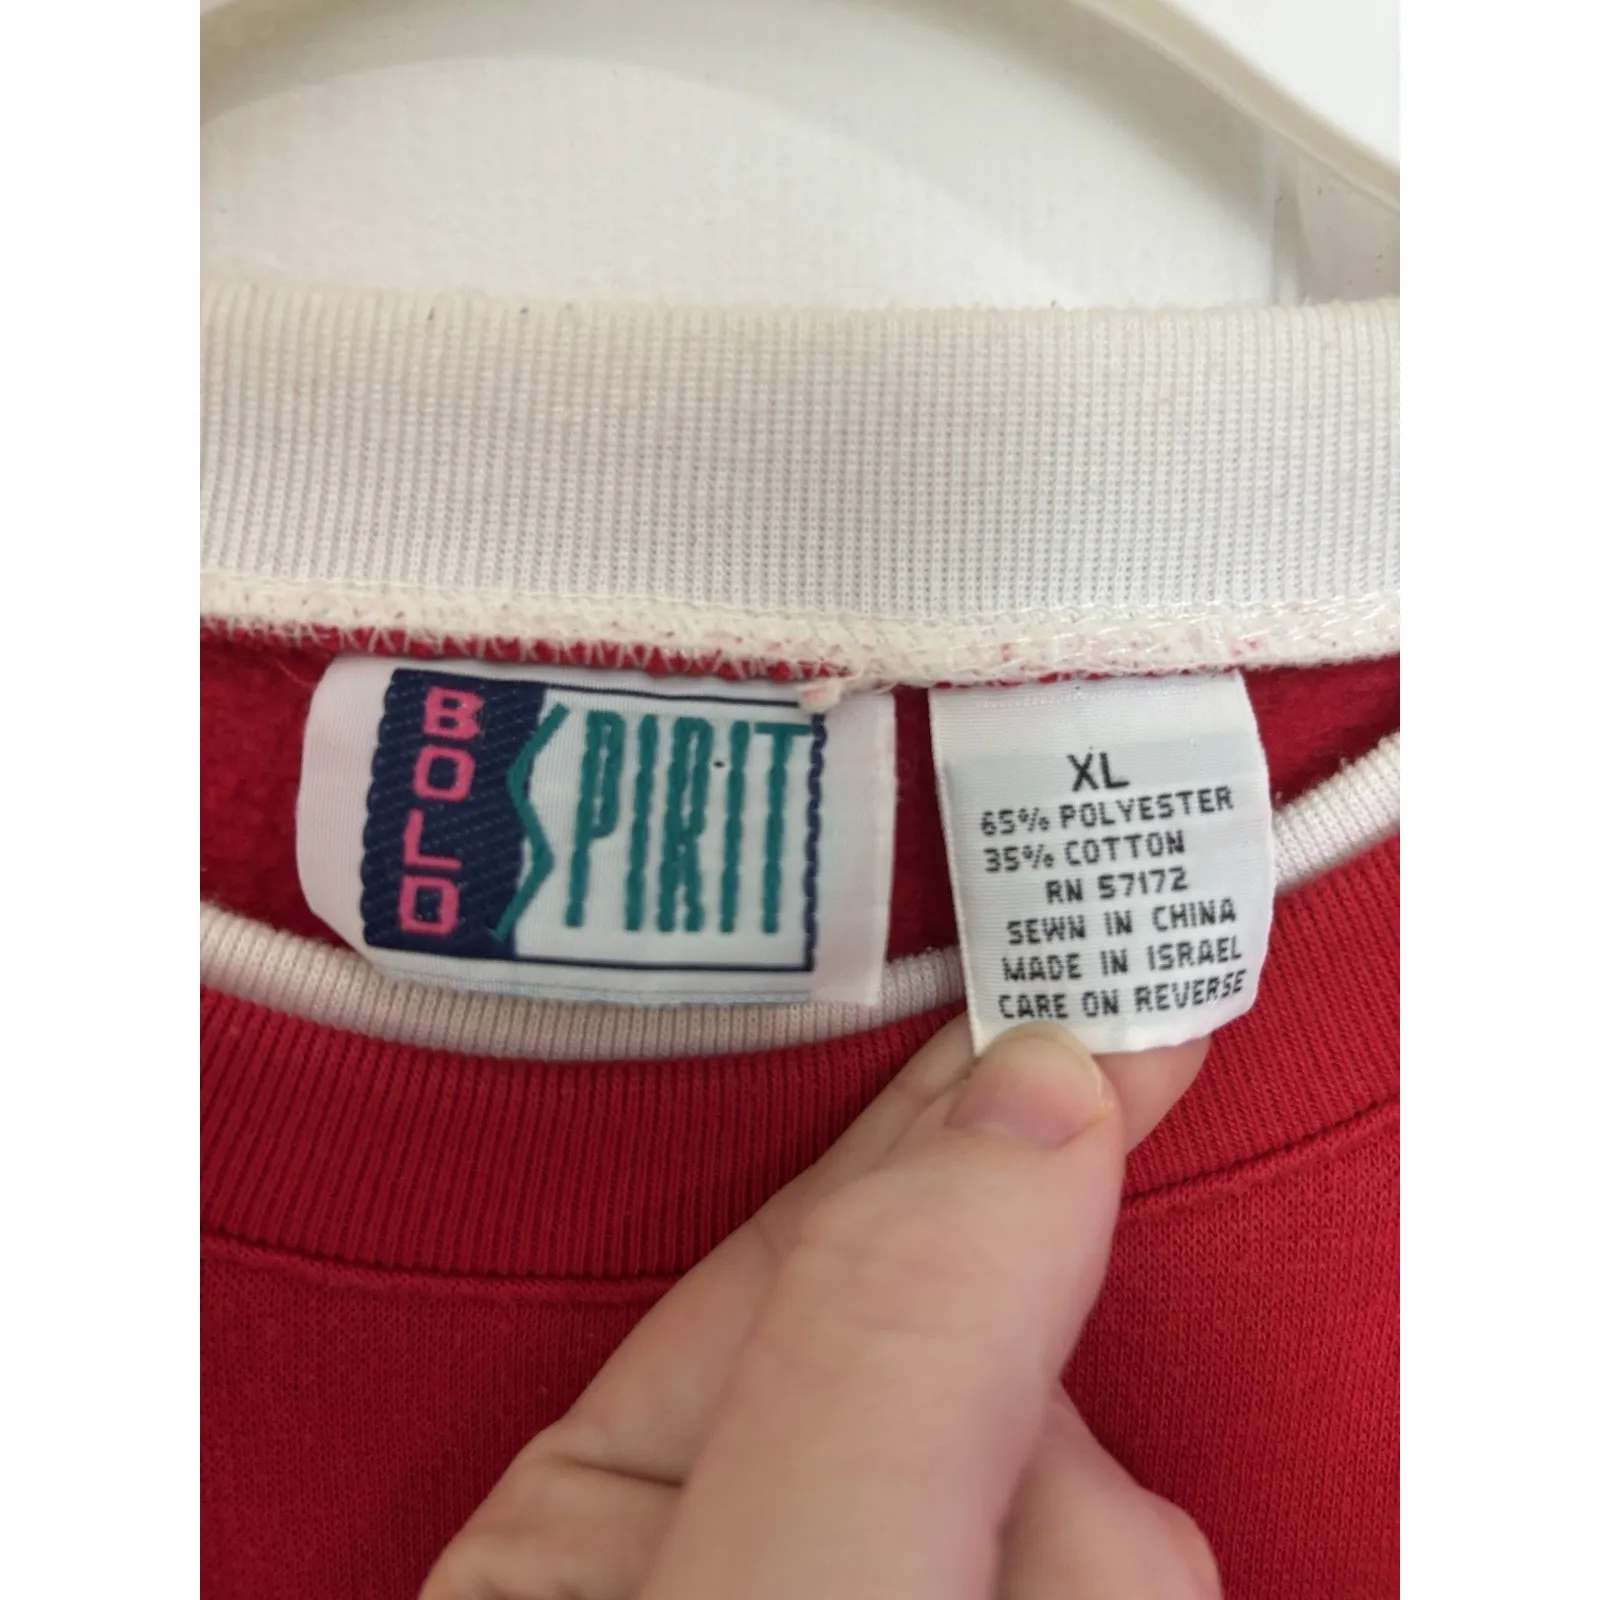 BOLD
SPIRIT
XL
65% POLYESTER
35% COTTON
RN 57172
SEWN IN CHINA
MADE IN ISRAEL
CARE ON REVERSE